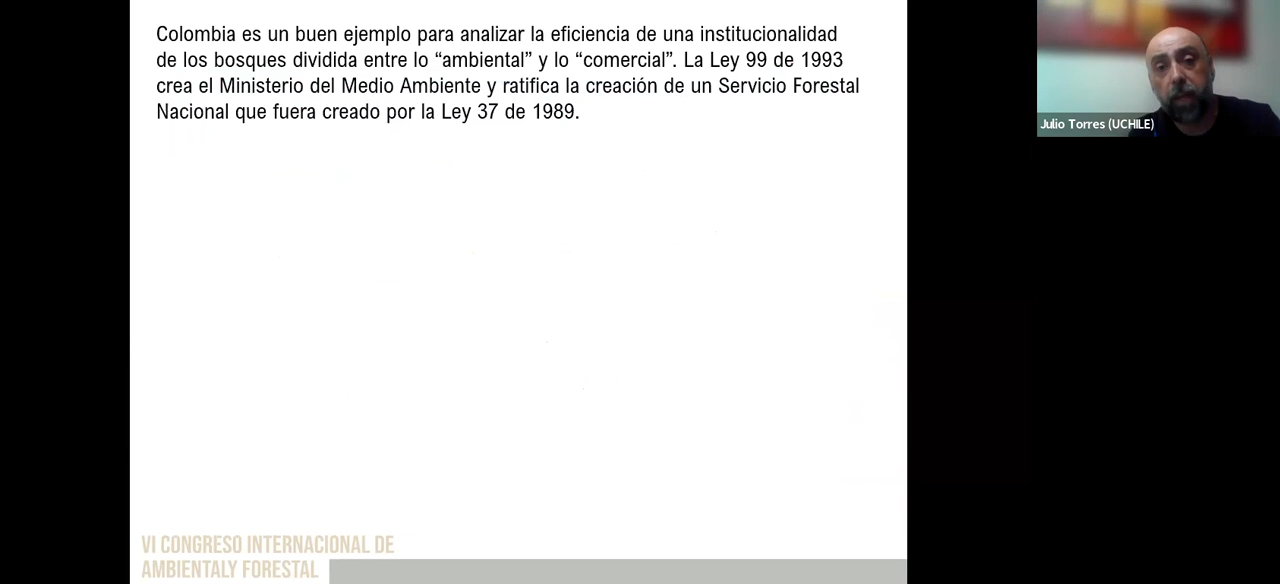 Colombia es un buen ejemplo para analizar la eficiencia de una institucionalidad
de los bosques dividida entre lo “ambiental” y lo “comercial”. La Ley 99 de 1993
crea el Ministerio del Medio Ambiente y ratifica la creación de un Servicio Forestal
Nacional que fuera creado por la Ley 37 de 1989.
Julio Torres (UCHILE)
VI CONGRESO INTERNACIONAL DE
AMBIENTALY FORESTAL